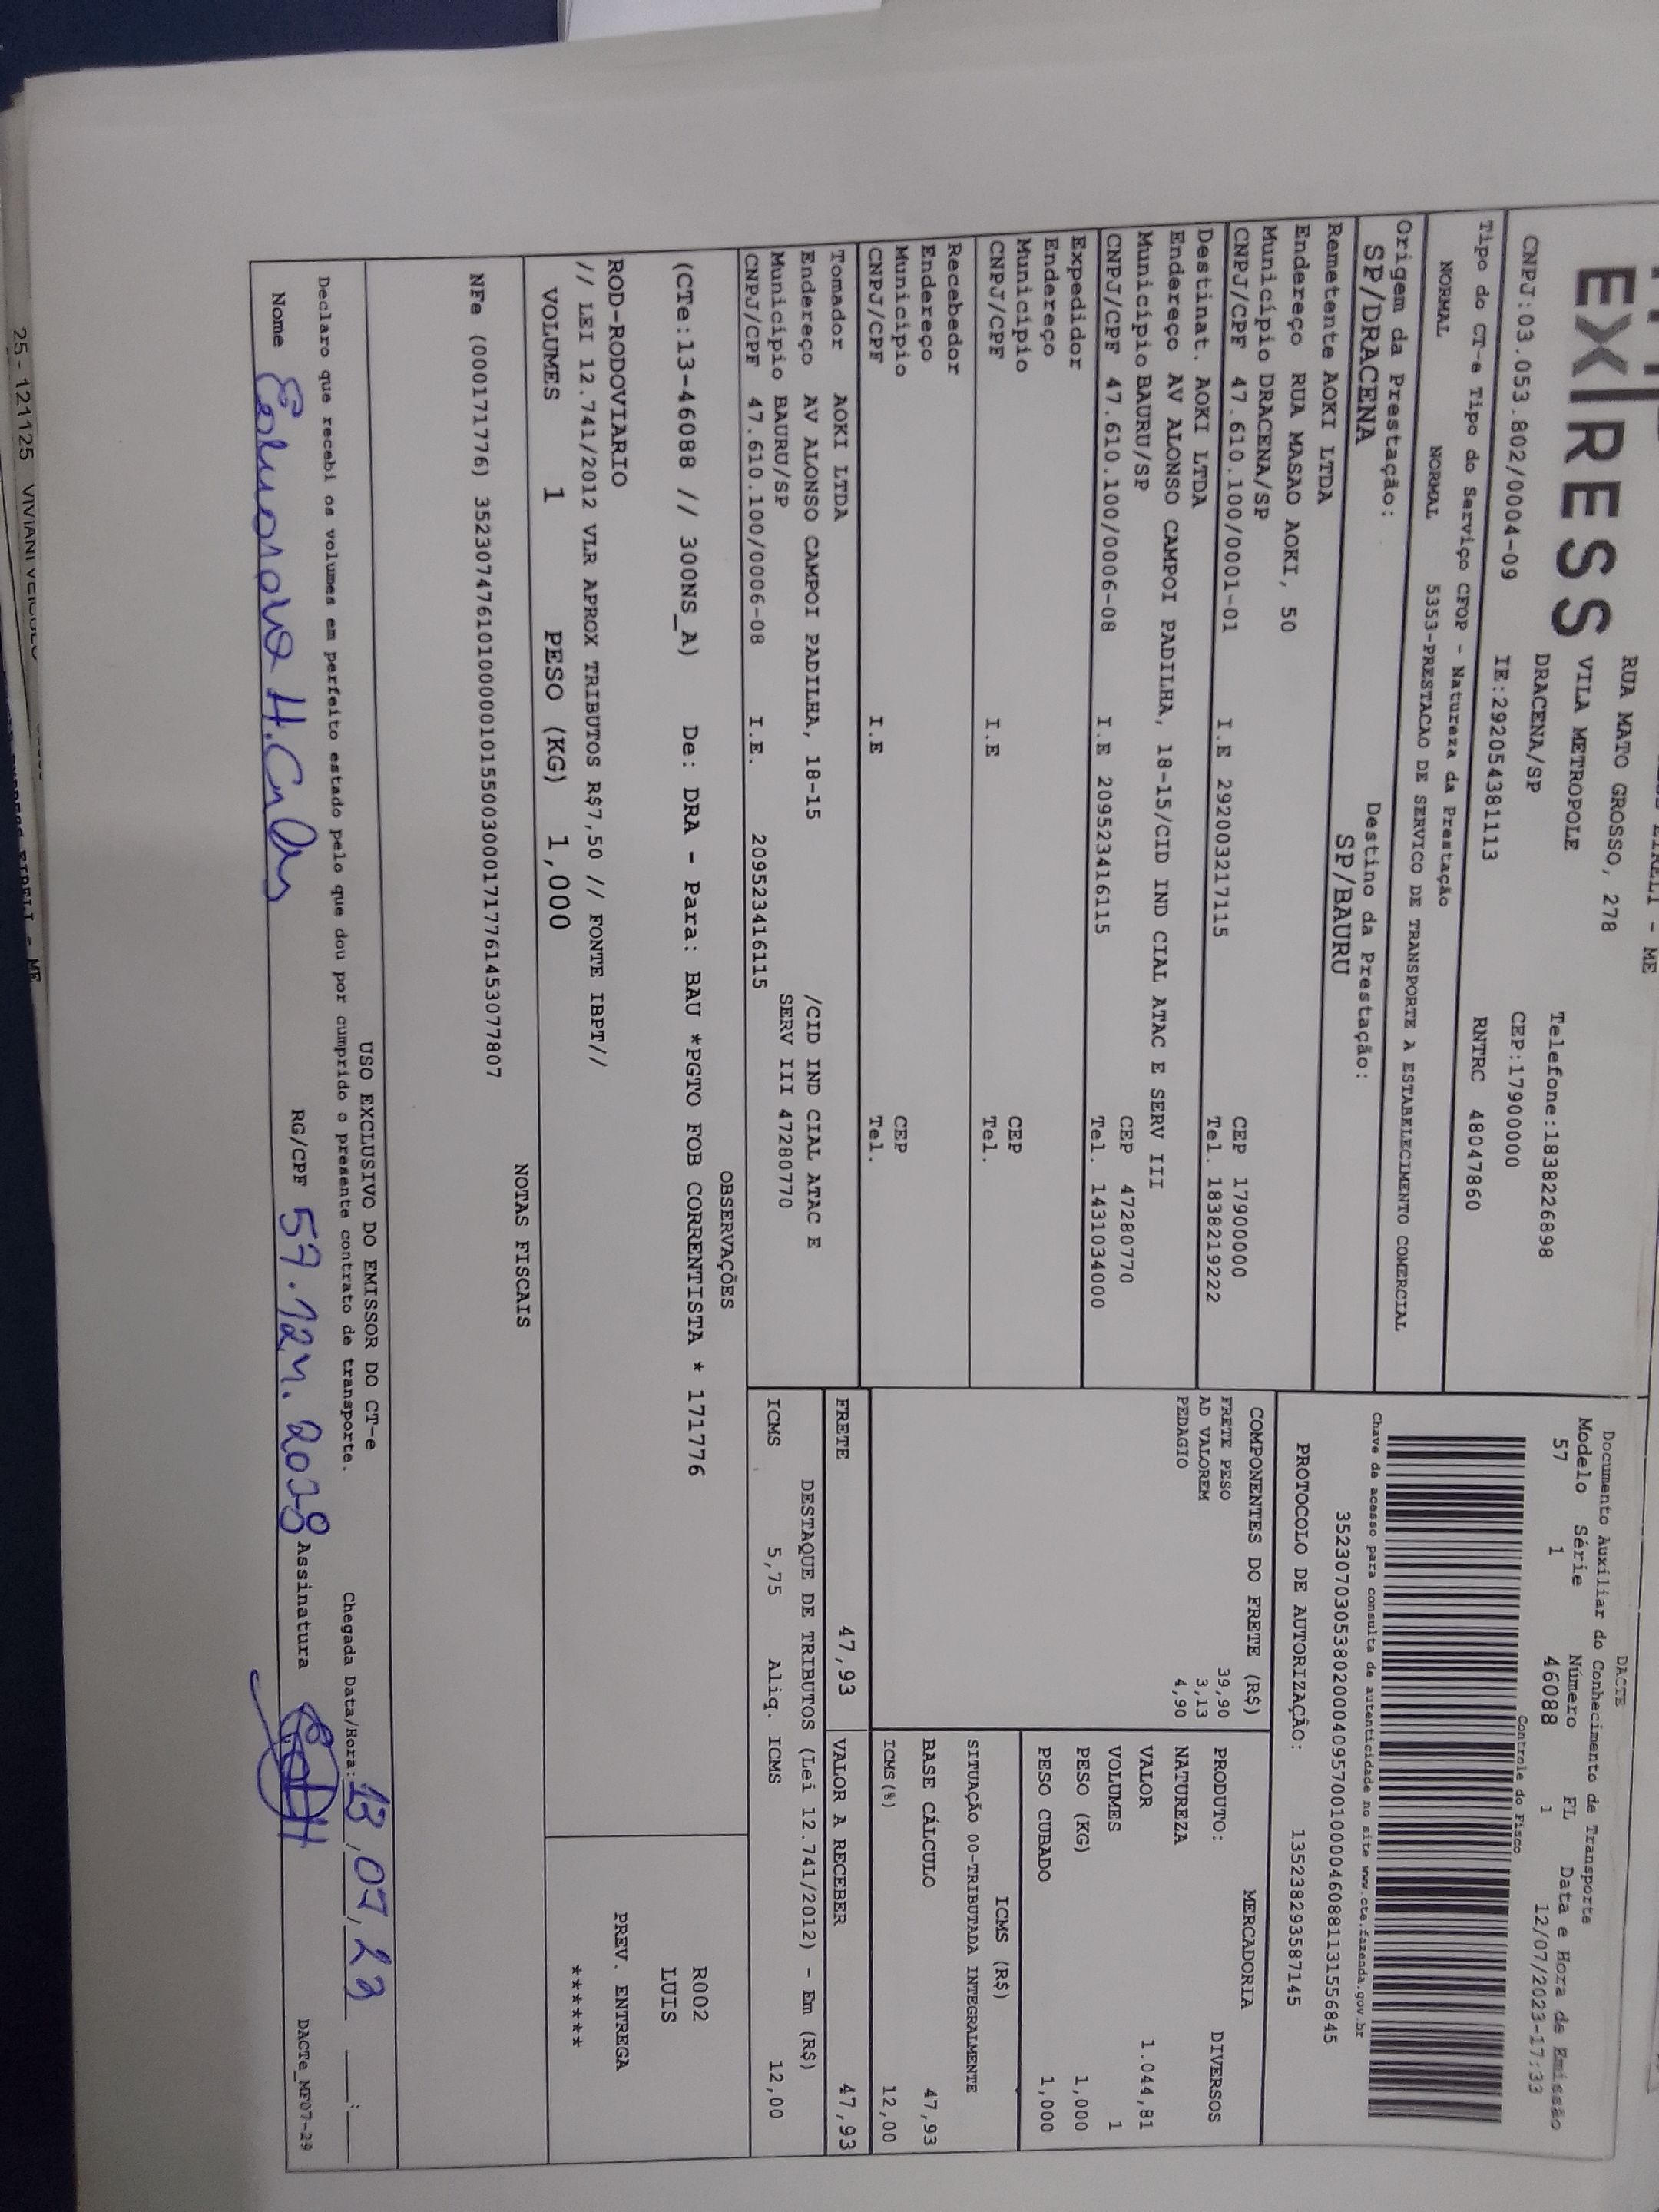 EIRELI - ME
EXPRESS
RUA MATO GROSSO, 278
VILA METROPOLE
DRACENA/SP
Telefone:1838226898
CEP:17900000
CNPJ:03.053.802/0004-09 IE:292054381113 RNTRC 48047860
Tipo do CT-e Tipo do Serviço CFOP - Natureza da Prestação
NORMAL NORMAL 5353-PRESTACAO DE SERVICO DE TRANSPORTE A ESTABELECIMENTO COMERCIAL
Origem da Prestação: Destino da Prestação:
SP/DRACENA SP/BAURU
DACTE
Documento Auxiliar do Conhecimento de Transporte
Modelo Série Número FL Data e Hora de Emissão
57 1 46088 1 12/07/2023-17:33
Controle do Fisco
Chave de acesso para consulta de autenticidade no site www.cte.fazenda.gov.br
PROTOCOLO DE AUTORIZAÇÃO: 135238293587145
Remetente AOKI LTDA
Endereço RUA MASAO AOKI, 50
Município DRACENA/SP CEP 17900000
CNPJ/CPF 47.610.100/0001-01 I.E 292003217115 Tel. 1838219222
Destinat. AOKI LTDA
Endereço AV ALONSO CAMPOI PADILHA, 18-15/CID IND CIAL ATAC E SERV III
Município BAURU/SP CEP 47280770
CNPJ/CPF 47.610.100/0006-08 I.E 209523416115 Tel. 1431034000
Expedidor
Endereço
Município CEP
CNPJ/CPF I.E Tel.
Recebedor
Endereço
Município CEP
CNPJ/CPF I.E Tel.
Tomador AOKI LTDA
Endereço AV ALONSO CAMPOI PADILHA, 18-15 /CID IND CIAL ATAC E
Município BAURU/SP SERV III 47280770
CNPJ/CPF 47.610.100/0006-08 I.E. 209523416115
COMPONENTES DO FRETE (R$)
FRETE PESO 39,90
AD VALOREM 3,13
PEDAGIO 4,90
MERCADORIA
PRODUTO: DIVERSOS
NATUREZA
VALOR 1.044,81
VOLUMES 1
PESO (KG) 1,000
PESO CUBADO 1,000
ICMS (R$)
SITUAÇÃO 00-TRIBUTADA INTEGRALMENTE
BASE CÁLCULO 47,93
ICMS(%) 12,00
FRETE 47,93 VALOR A RECEBER 47,93
DESTAQUE DE TRIBUTOS (Lei 12.741/2012) - Em (R$)
ICMS 5,75 Aliq. ICMS 12,00
OBSERVAÇÕES
(CTe:13-46088 // 300NS_A) De: DRA - Para: BAU *PGTO FOB CORRENTISTA * 171776
R002
LUIS
ROD-RODOVIARIO
// LEI 12.741/2012 VLR APROX TRIBUTOS R$7,50 // FONTE IBPT//
PREV. ENTREGA
*******
VOLUMES 1 PESO (KG) 1,000
NOTAS FISCAIS
NFe (000171776) 35230747610100000101550030001717761453077807
USO EXCLUSIVO DO EMISSOR DO CT-e
Declaro que recebi os volumes em perfeito estado pelo que dou por cumprido o presente contrato de transporte. Chegada Data/Hora: 13,07,23 __:__
Nome RG/CPF Assinatura DACTe_MF07-29
25 - 121125